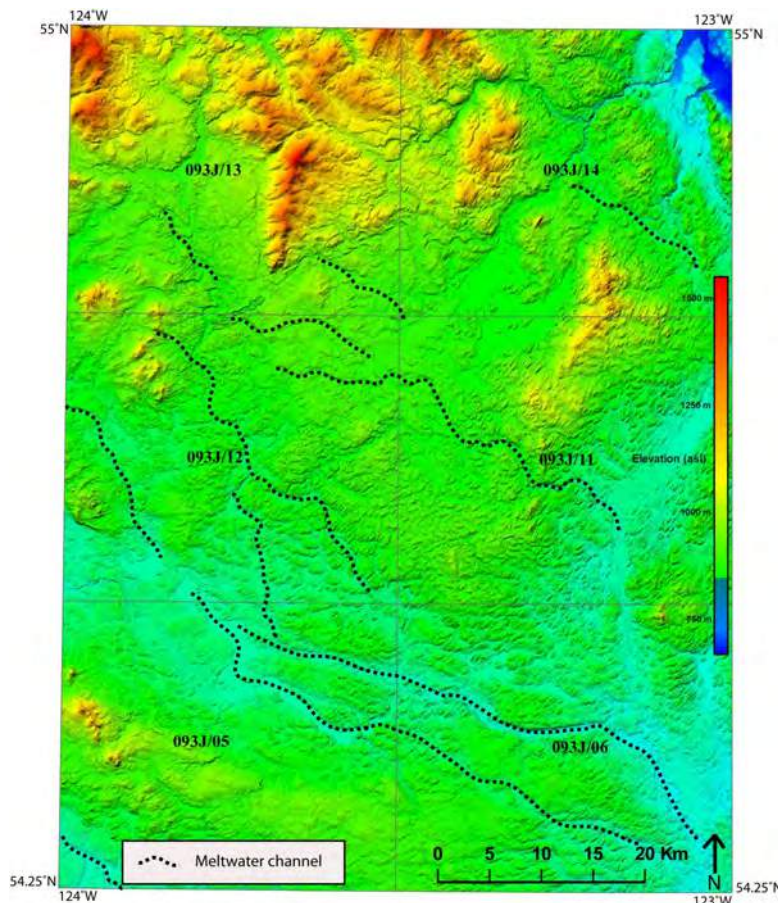 124°W
123°W
55°N
55°N
093J/13
093J/14
1500 m
1250 m
093J/12
093J/11
Elevation (asl)
1000 m
093J/05
093J/06
Meltwater channel
0 5 10 15 20 Km
N
54.25°N
54.25°N
124°W
123°W